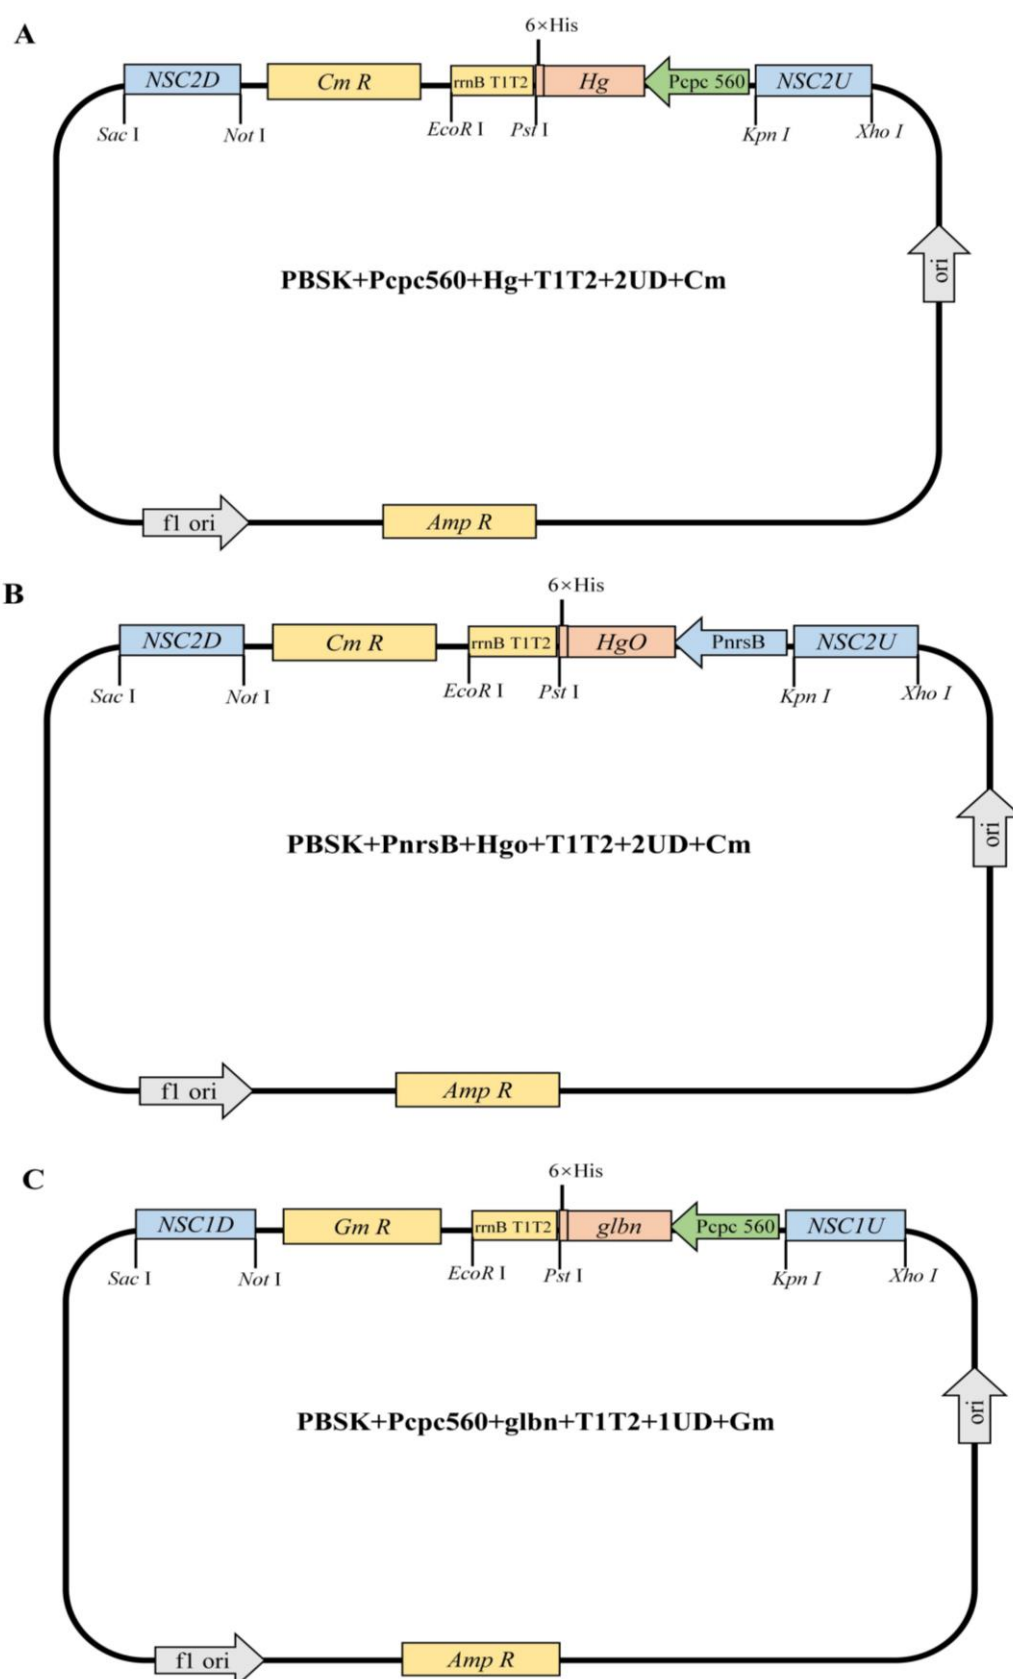 A
6×His
NSC2D Cm R rrnB T1T2 Hg Pcpc 560 NSC2U
Sac I Not I EcoR I Pst I Kpn I Xho I
PBSK+Pcpc560+Hg+T1T2+2UD+Cm
ori
f1 ori Amp R
B
6×His
NSC2D Cm R rrnB T1T2 HgO PnrsB NSC2U
Sac I Not I EcoR I Pst I Kpn I Xho I
PBSK+PnrsB+Hgo+T1T2+2UD+Cm
ori
f1 ori Amp R
C
6×His
NSC1D Gm R rrnB T1T2 glbn Pcpc 560 NSC1U
Sac I Not I EcoR I Pst I Kpn I Xho I
PBSK+Pcpc560+glbn+T1T2+1UD+Gm
ori
f1 ori Amp R